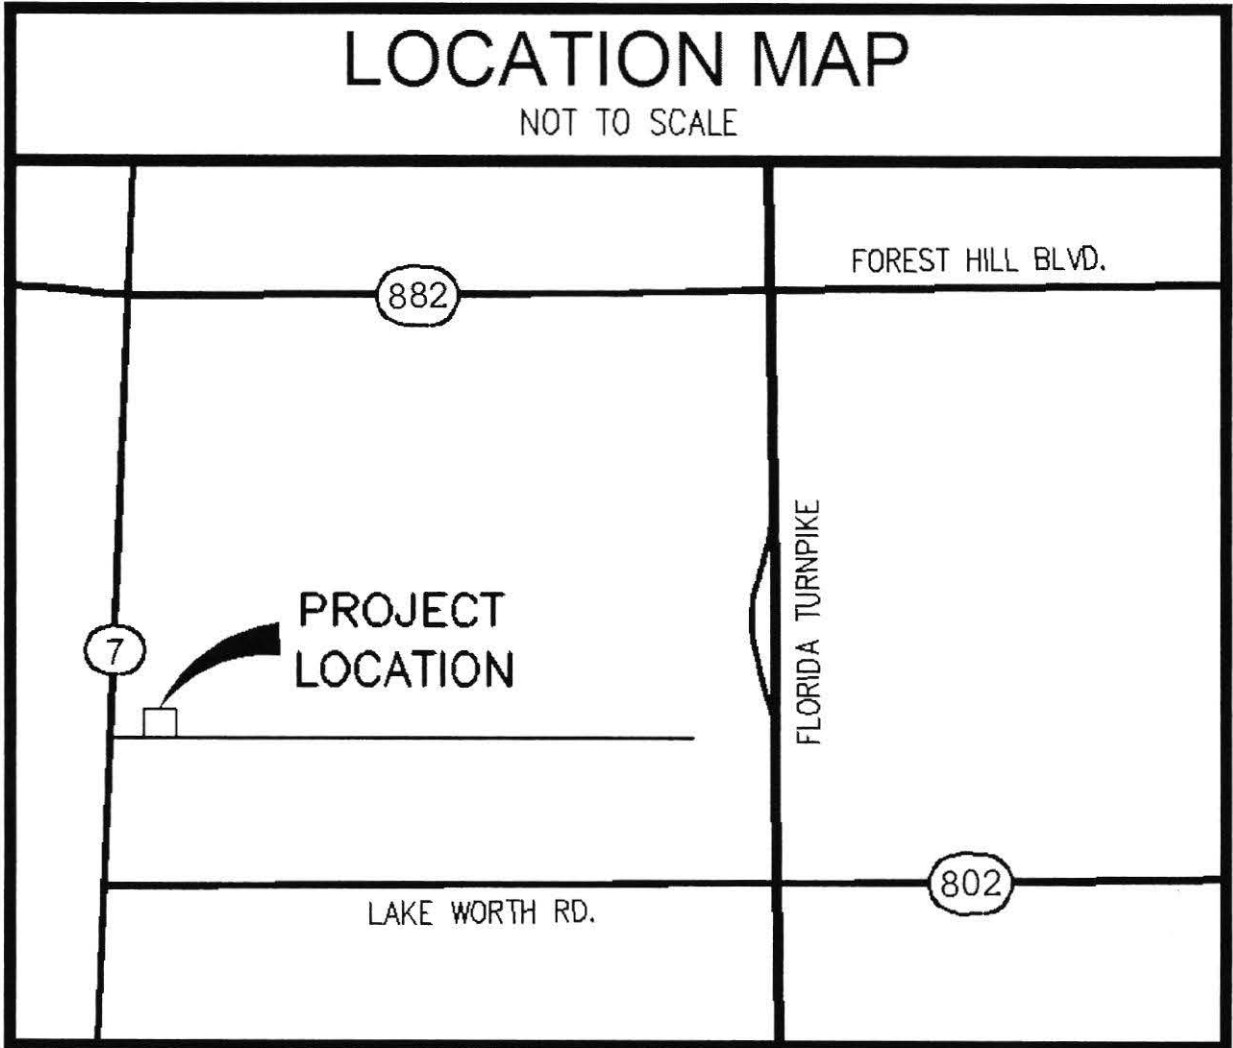 LOCATION MAP
NOT TO SCALE
FOREST HILL BLVD.
882
FLORIDA TURNPIKE
PROJECT
LOCATION
7
802
LAKE WORTH RD.